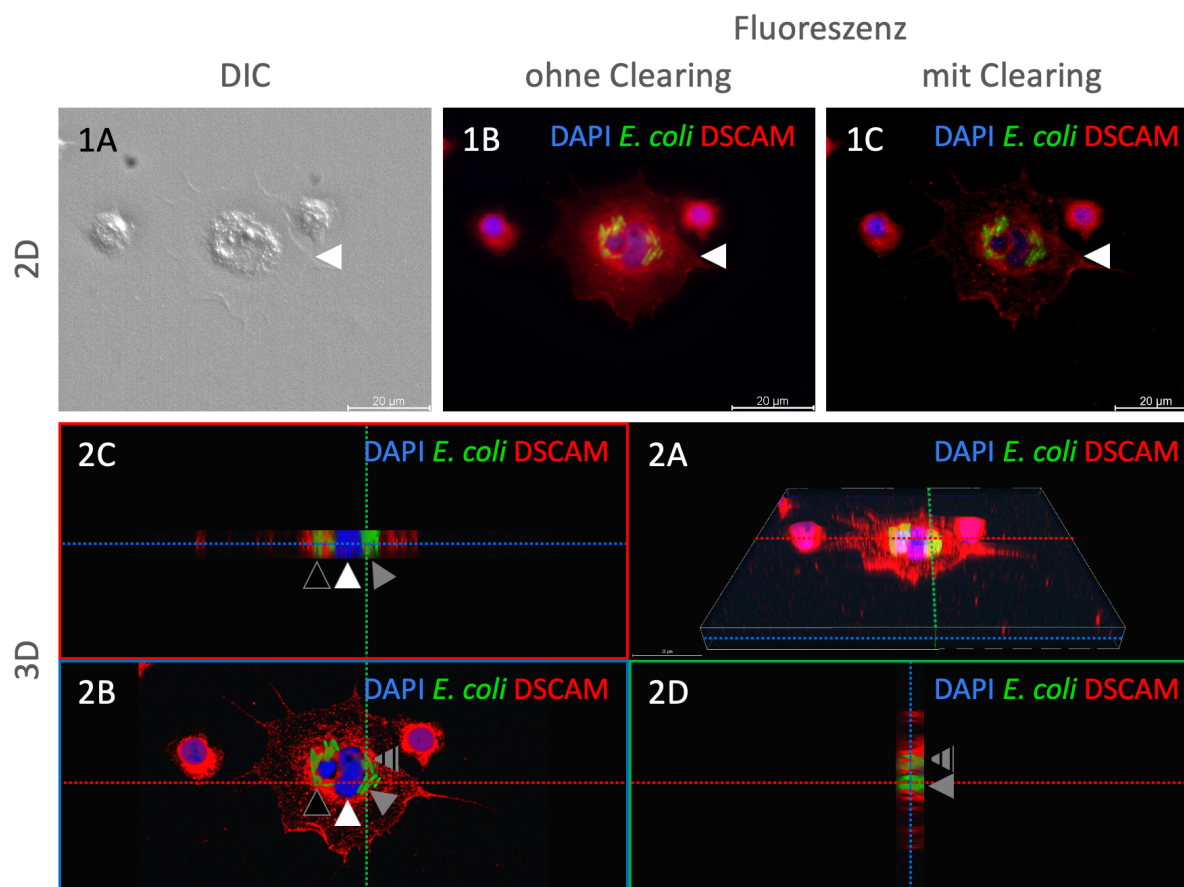 Fluoreszenz
DIC
ohne Clearing
mit Clearing
2D
1A
20 µm
1B
DAPI E. coli DSCAM
20 µm
1C
DAPI E. coli DSCAM
20 µm
3D
2C
DAPI E. coli DSCAM
2A
DAPI E. coli DSCAM
2B
DAPI E. coli DSCAM
2D
DAPI E. coli DSCAM